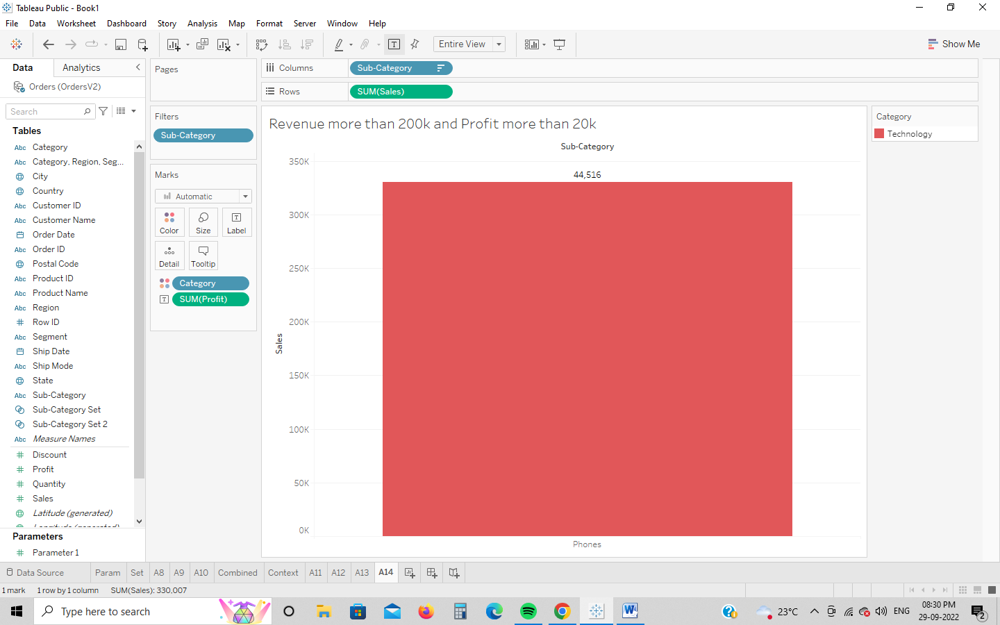 Tableau Public - Book1
File Data Worksheet Dashboard Story Analysis Map Format Server Window Help
Entire View
Show Me
Data Analytics
Orders (OrdersV2)
Search
Tables
Abc Category
Abc Category, Region, Seg...
City
Country
Abc Customer ID
Abc Customer Name
Order Date
Abc Order ID
Postal Code
Abc Product ID
Abc Product Name
Abc Region
Row ID
Abc Segment
Ship Date
Abc Ship Mode
State
Abc Sub-Category
Sub-Category Set
Sub-Category Set 2
Abc Measure Names
Discount
Profit
Quantity
Sales
Latitude (generated)
Longitude (generated)
Parameters
Parameter 1
Pages
Filters
Sub-Category
Marks
Automatic
Color Size Label
Detail Tooltip
Category
SUM(Profit)
Columns Sub-Category
Rows SUM(Sales)
Revenue more than 200k and Profit more than 20k
Sub-Category
350K
44,516
300K
250K
200K
Sales
150K
100K
50K
0K
Phones
Category
Technology
Data Source Param Set A8 A9 A10 Combined Context A11 A12 A13 A14
1 mark 1 row by 1 column SUM(Sales): 330,007
Type here to search
23°C ENG
08:30 PM
29-09-2022
2